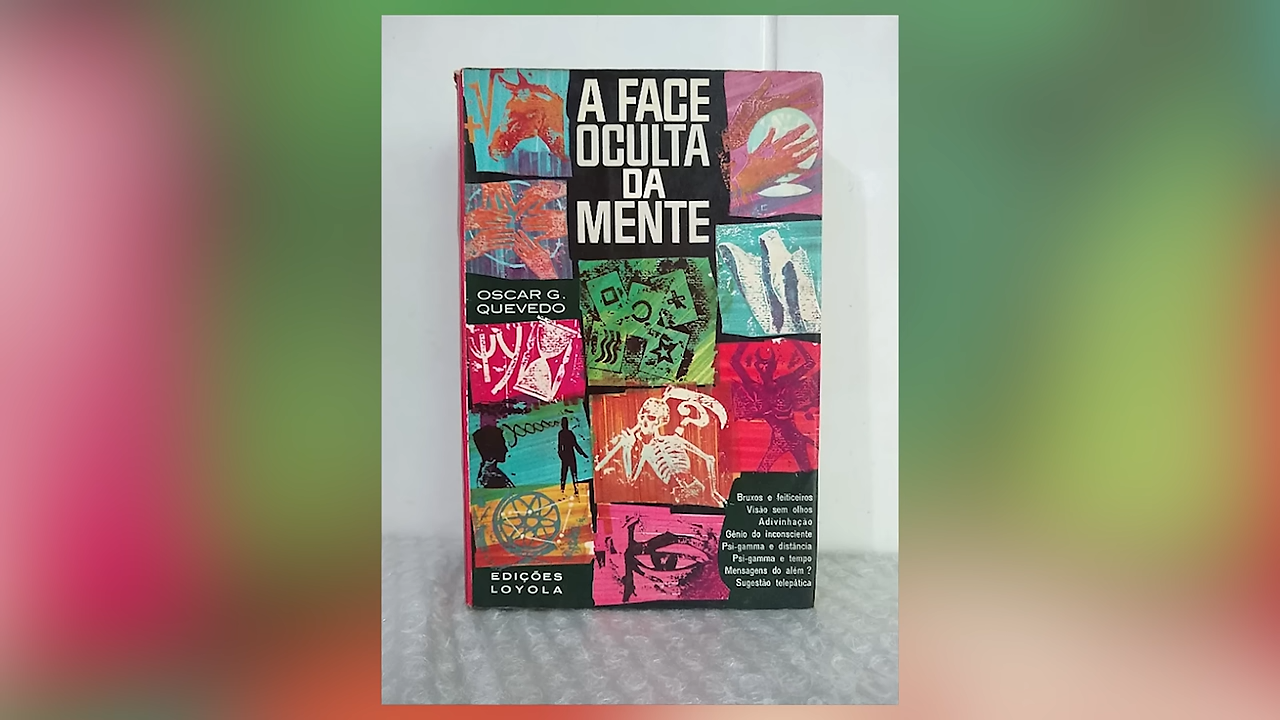 A FACE
OCULTA
DA
MENTE
OSCAR G.
QUEVEDO
Bruxos e feiticeiros
Visão sem olhos
Adivinhação
Gênio do inconsciente
Psi-gamma e distância
Psi-gamma e tempo
Mensagens do além ?
Sugestão telepática
EDIÇÕES
LOYOLA